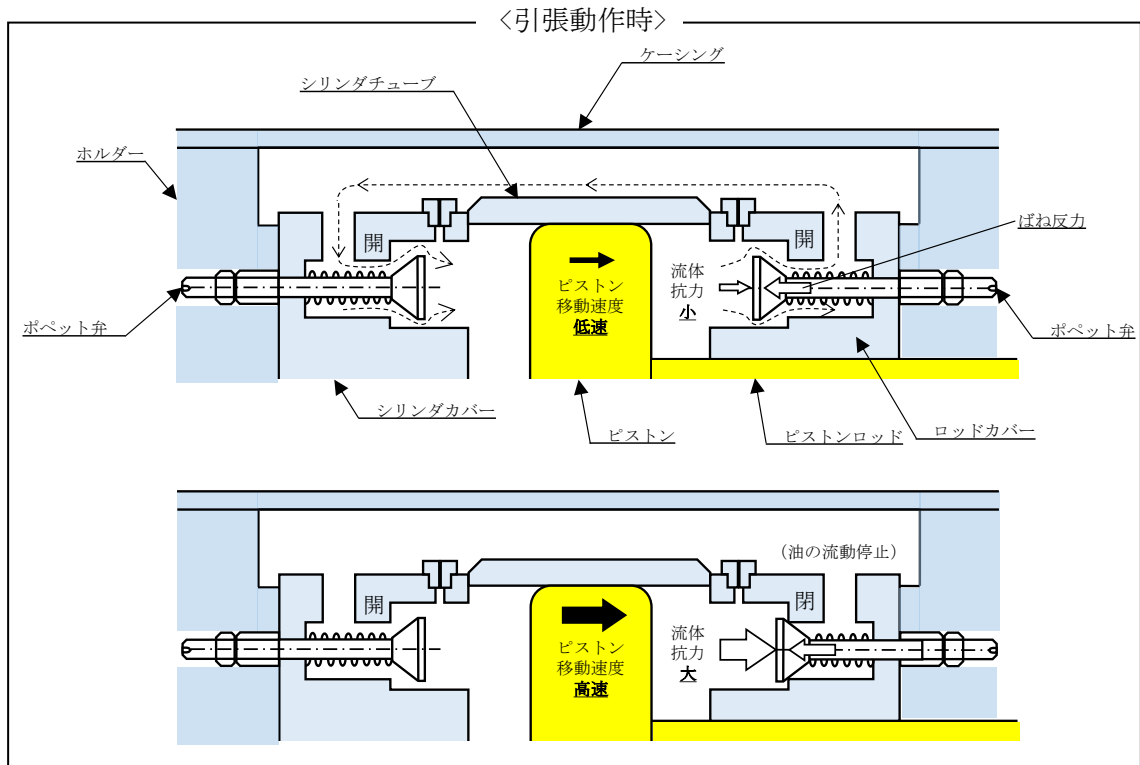 〈引張動作時〉
ケーシング
シリンダチューブ
ホルダー
ばね反力
開
開
ピストン
移動速度
低速
流体
抗力
小
ポペット弁
ポペット弁
シリンダカバー
ピストン
ピストンロッド
ロッドカバー
（油の流動停止）
開
閉
ピストン
移動速度
高速
流体
抗力
大